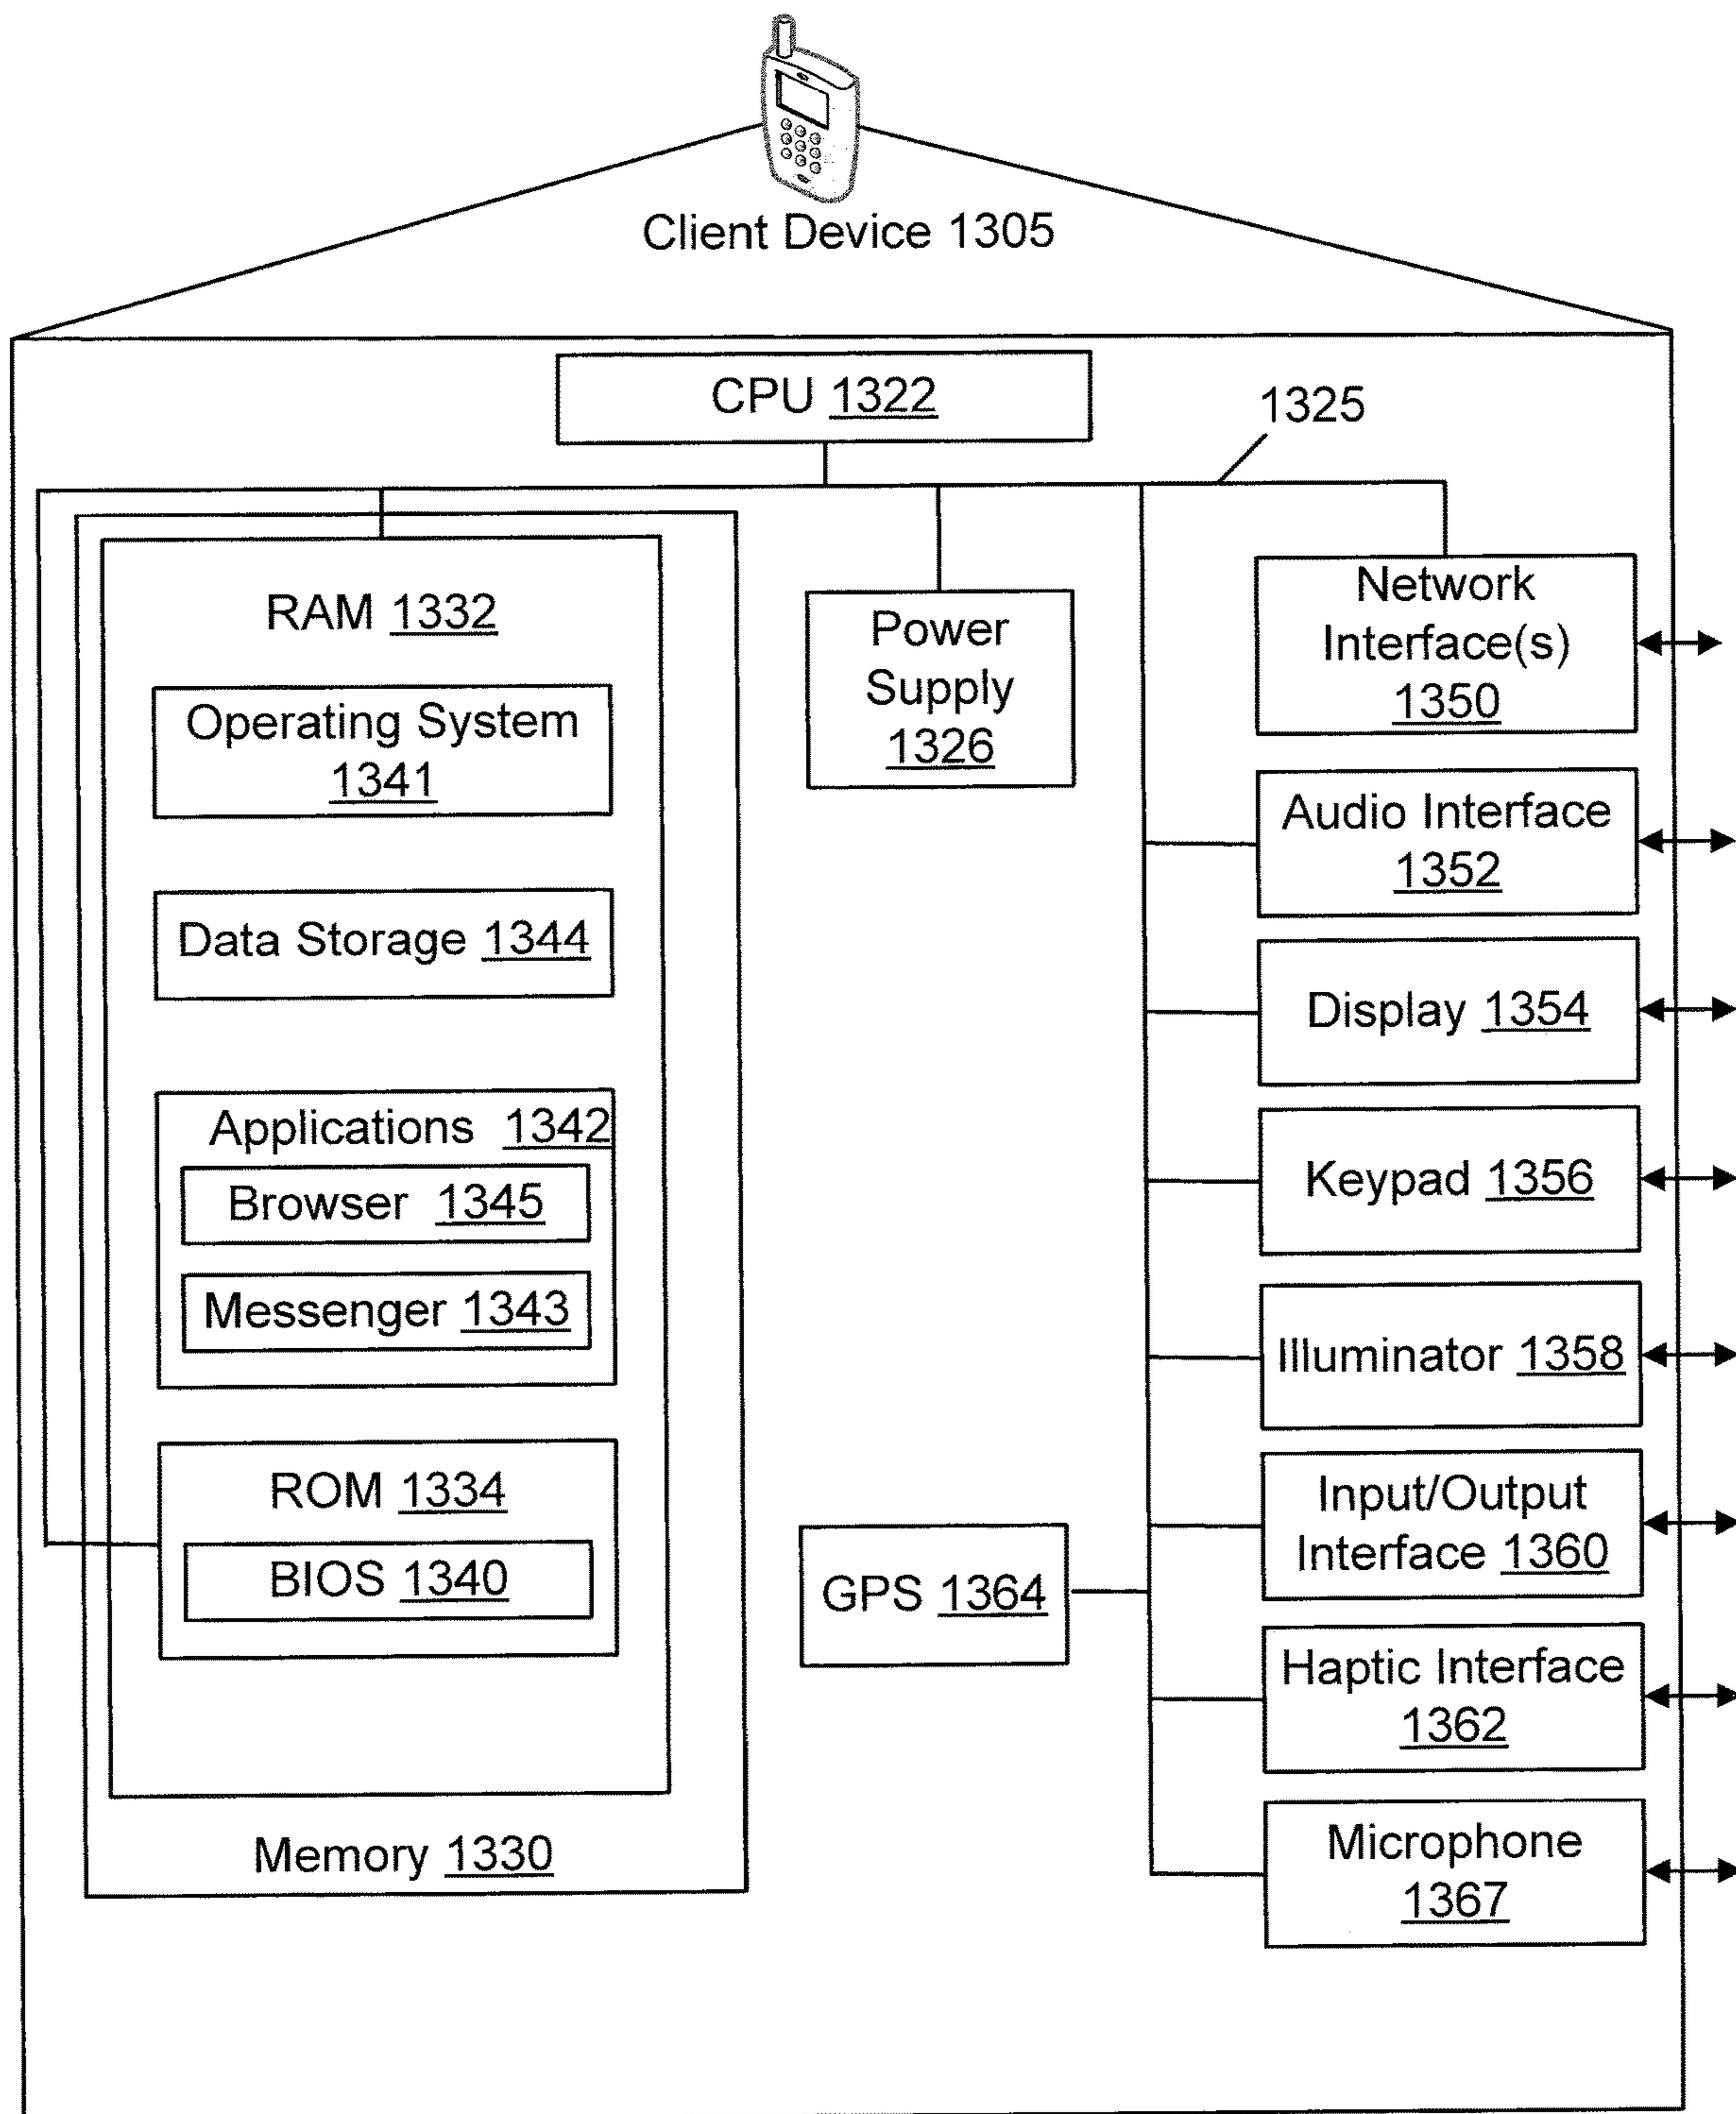 Client Device 1305
CPU 1322
1325
RAM 1332
Operating System
1341
Data Storage 1344
Applications 1342
Browser 1345
Messenger 1343
ROM 1334
BIOS 1340
Memory 1330
Power
Supply
1326
GPS 1364
Network
Interface(s)
1350
Audio Interface
1352
Display 1354
Keypad 1356
Illuminator 1358
Input/Output
Interface 1360
Haptic Interface
1362
Microphone
1367